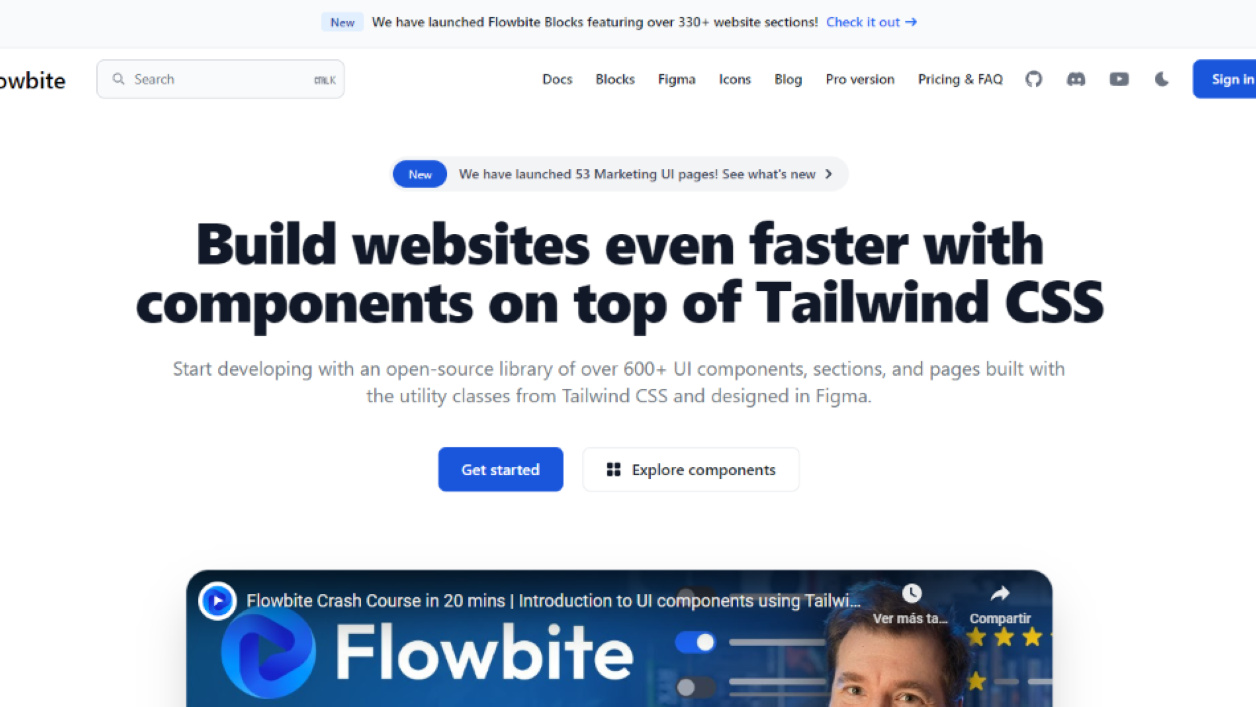 New We have launched Flowbite Blocks featuring over 330+ website sections! Check it out →
owbite Search CTRL K Docs Blocks Figma Icons Blog Pro version Pricing & FAQ Sign in
New We have launched 53 Marketing UI pages! See what's new
Build websites even faster with
components on top of Tailwind CSS
Start developing with an open-source library of over 600+ UI components, sections, and pages built with
the utility classes from Tailwind CSS and designed in Figma.
Get started Explore components
Flowbite Crash Course in 20 mins | Introduction to UI components using Tailwi...
Ver más ta... Compartir
Flowbite